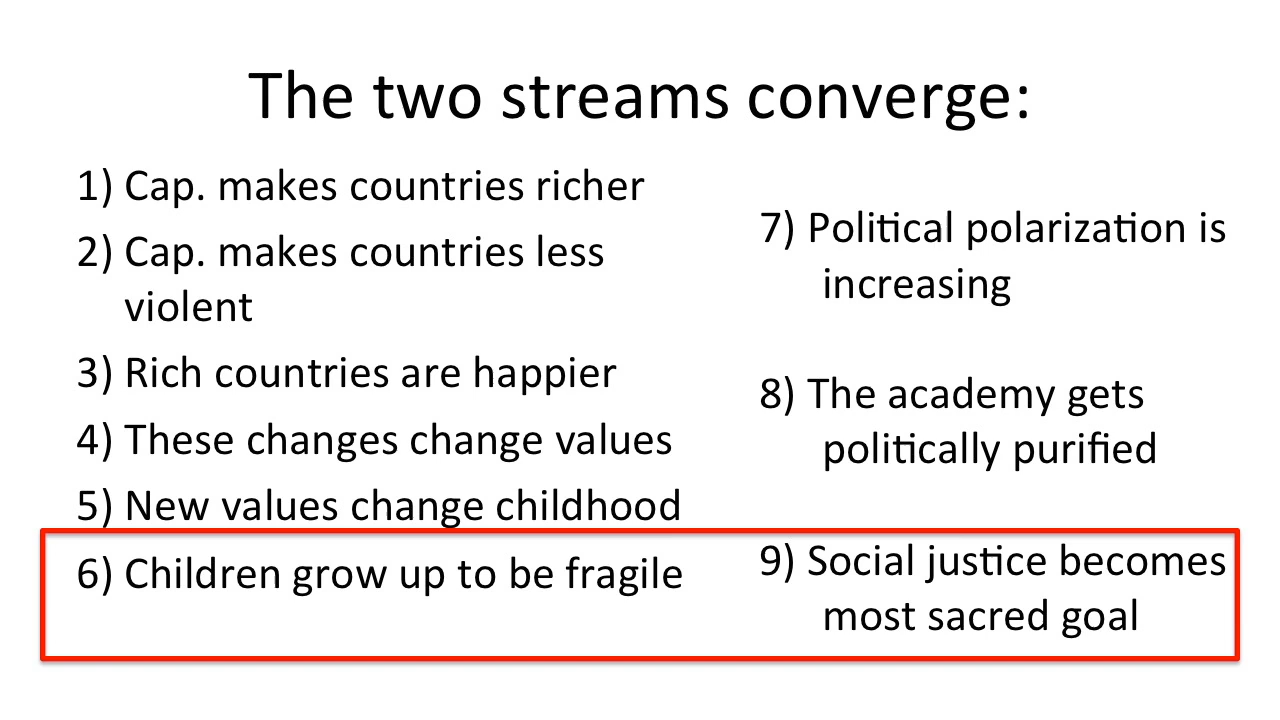 The two streams converge:
1) Cap. makes countries richer
2) Cap. makes countries less
violent
3) Rich countries are happier
4) These changes change values
5) New values change childhood
6) Children grow up to be fragile
7) Political polarization is
increasing
8) The academy gets
politically purified
9) Social justice becomes
most sacred goal